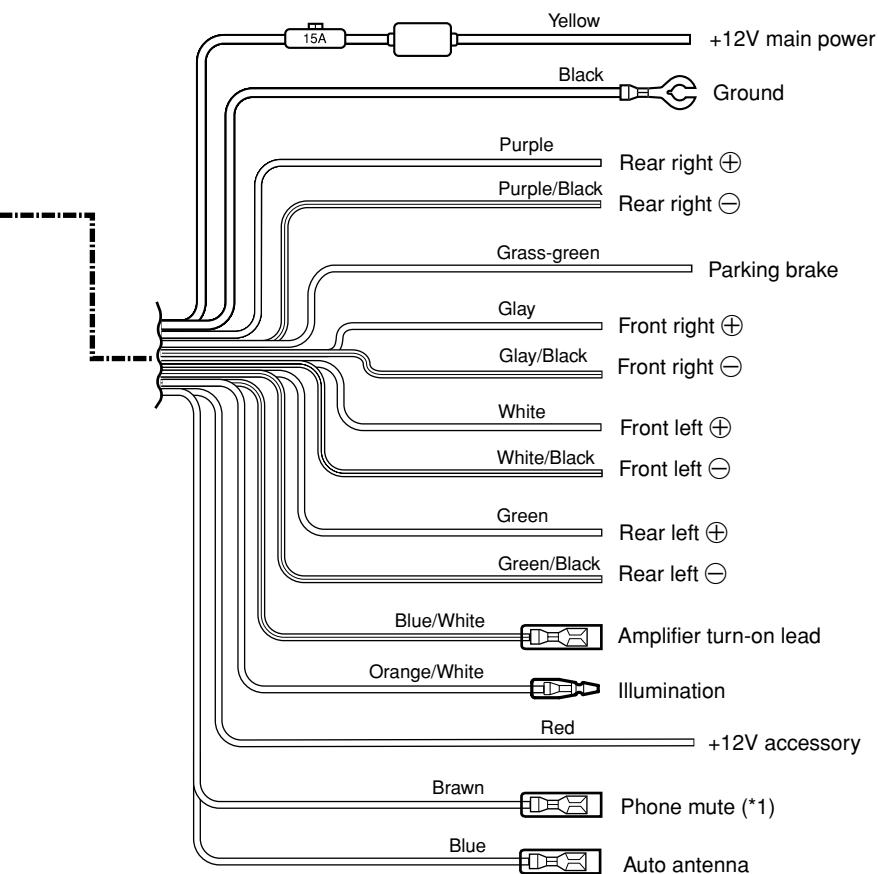 Yellow
15A
+12V main power
Black
Ground
Purple
Rear right ⊕
Purple/Black
Rear right ⊖
Grass-green
Parking brake
Glay
Front right ⊕
Glay/Black
Front right ⊖
White
Front left ⊕
White/Black
Front left ⊖
Green
Rear left ⊕
Green/Black
Rear left ⊖
Blue/White
Amplifier turn-on lead
Orange/White
Illumination
Red
+12V accessory
Brawn
Phone mute (*1)
Blue
Auto antenna